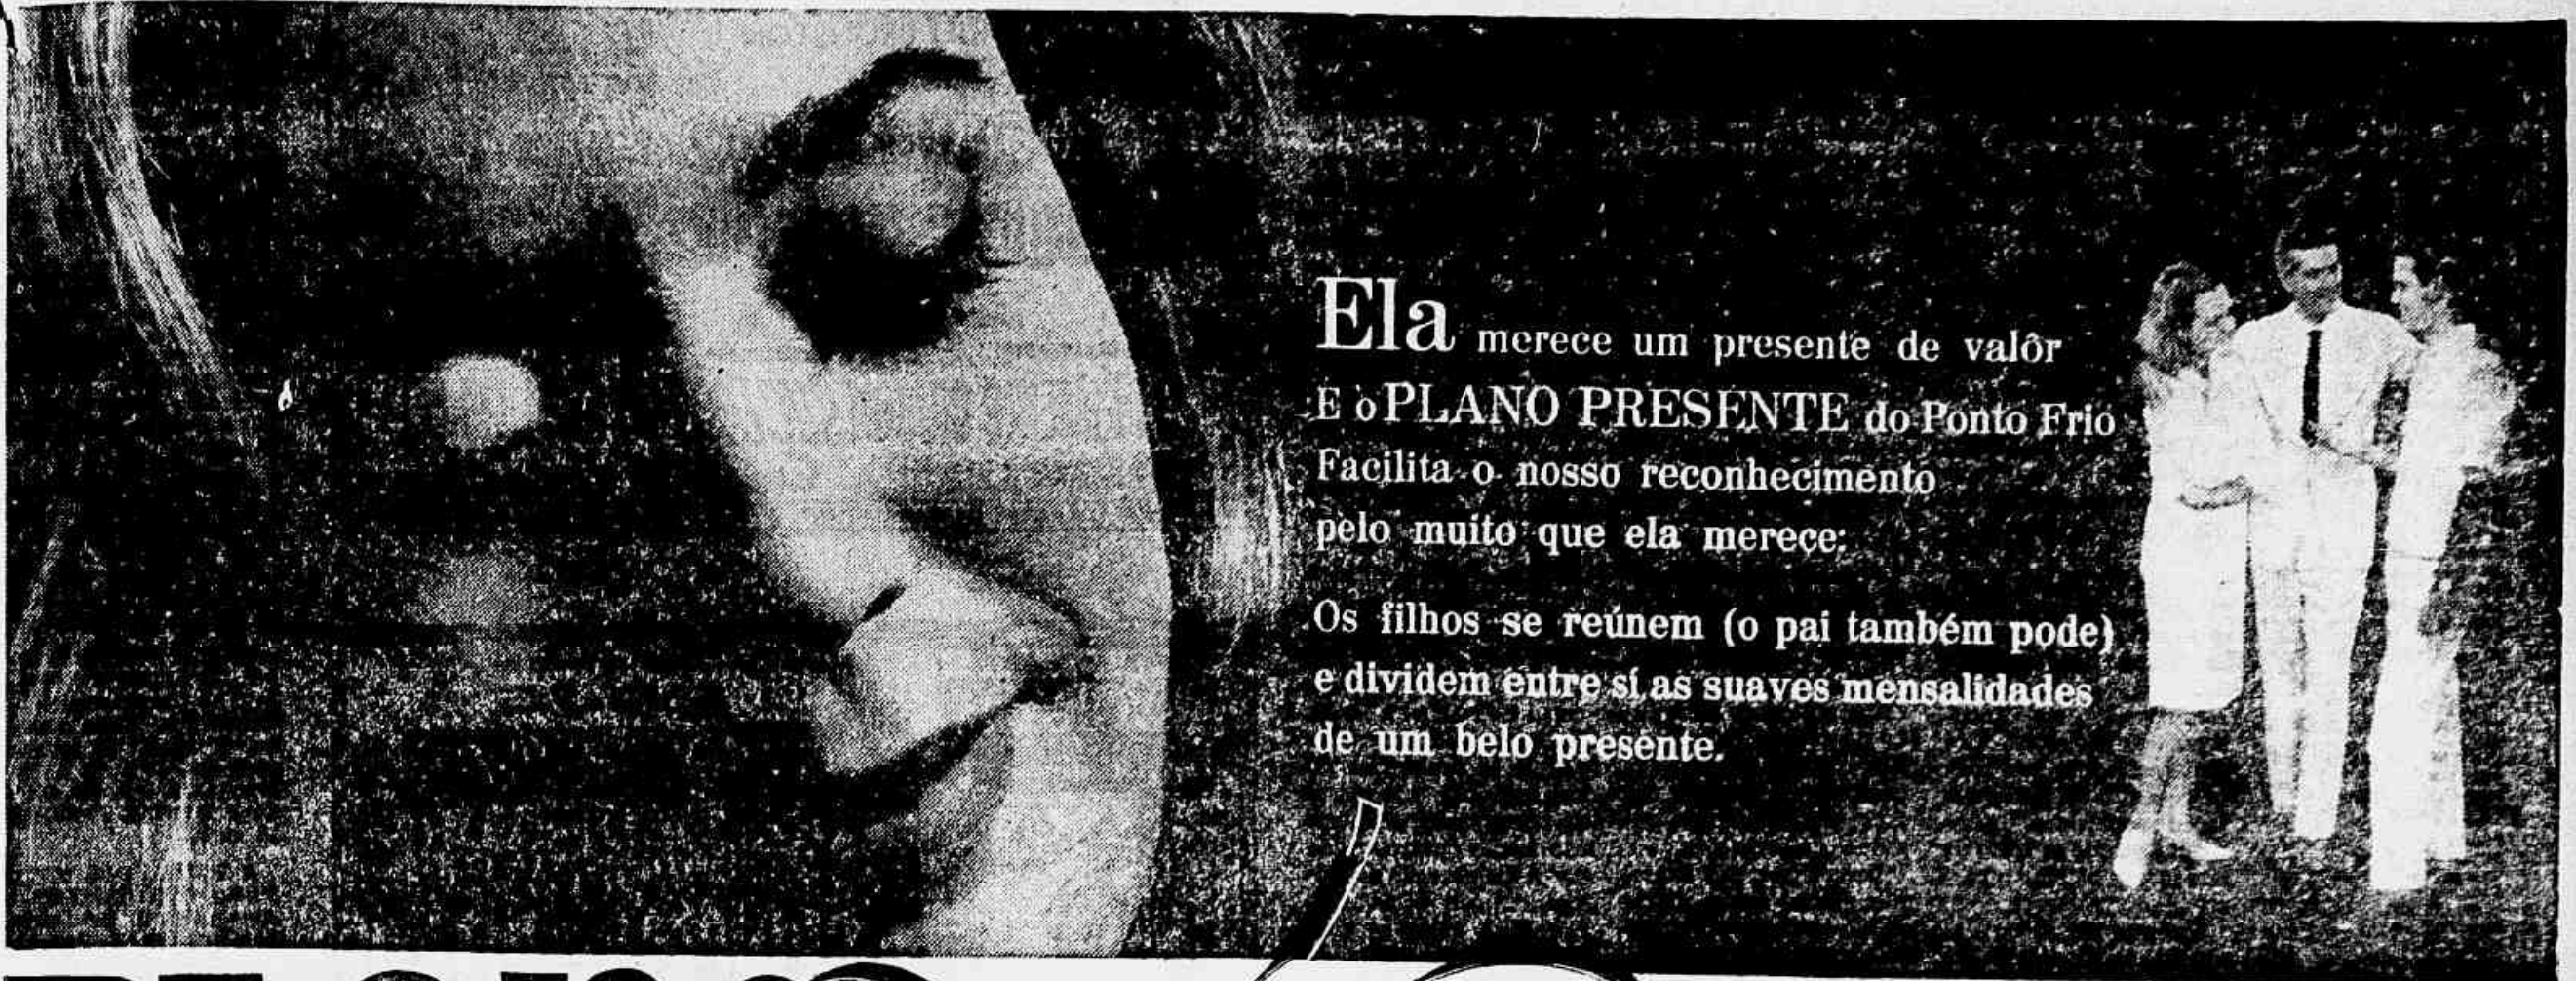 Ela merece um presente de valôr
E o PLANO PRESENTE do Ponto Frio
Facilita o nosso reconhecimento
pelo muito que ela merece:
Os filhos se reúnem (o pai também pode)
e dividem entre sí as suaves mensalidades
de um belo presente.